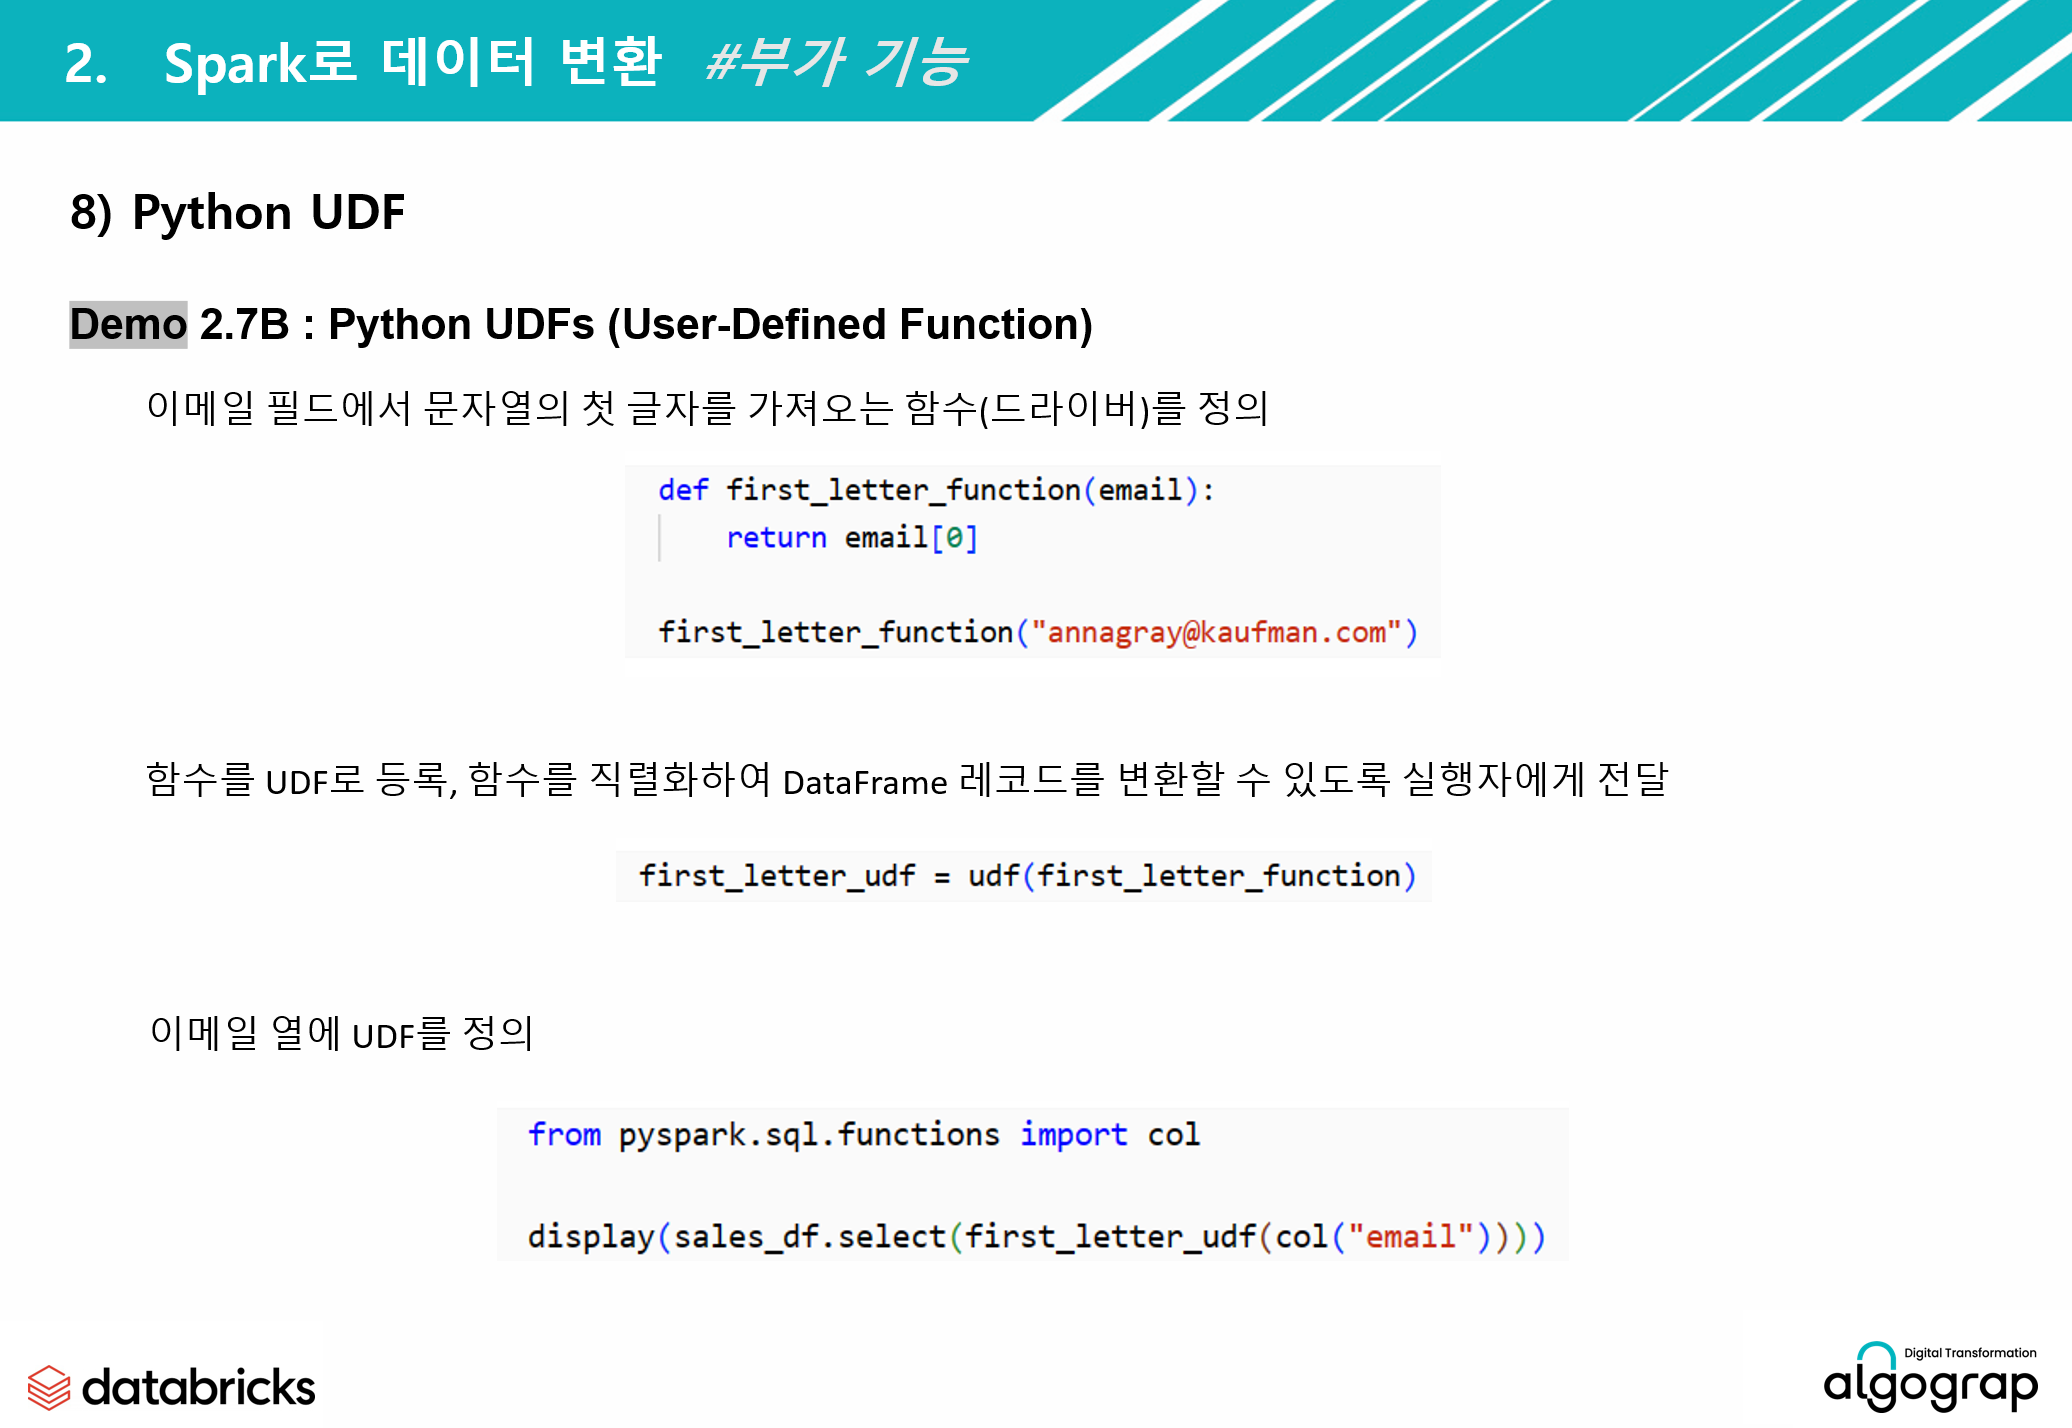 2. Spark로 데이터 변환 #부가 기능
8) Python UDF
Demo 2.7B : Python UDFs (User-Defined Function)
이메일 필드에서 문자열의 첫 글자를 가져오는 함수(드라이버)를 정의
def first_letter_function(email):
    return email[0]
first_letter_function("annagray@kaufman.com")
함수를 UDF로 등록, 함수를 직렬화하여 DataFrame 레코드를 변환할 수 있도록 실행자에게 전달
first_letter_udf = udf(first_letter_function)
이메일 열에 UDF를 정의
from pyspark.sql.functions import col
display(sales_df.select(first_letter_udf(col("email"))))
databricks
Digital Transformation
algograp